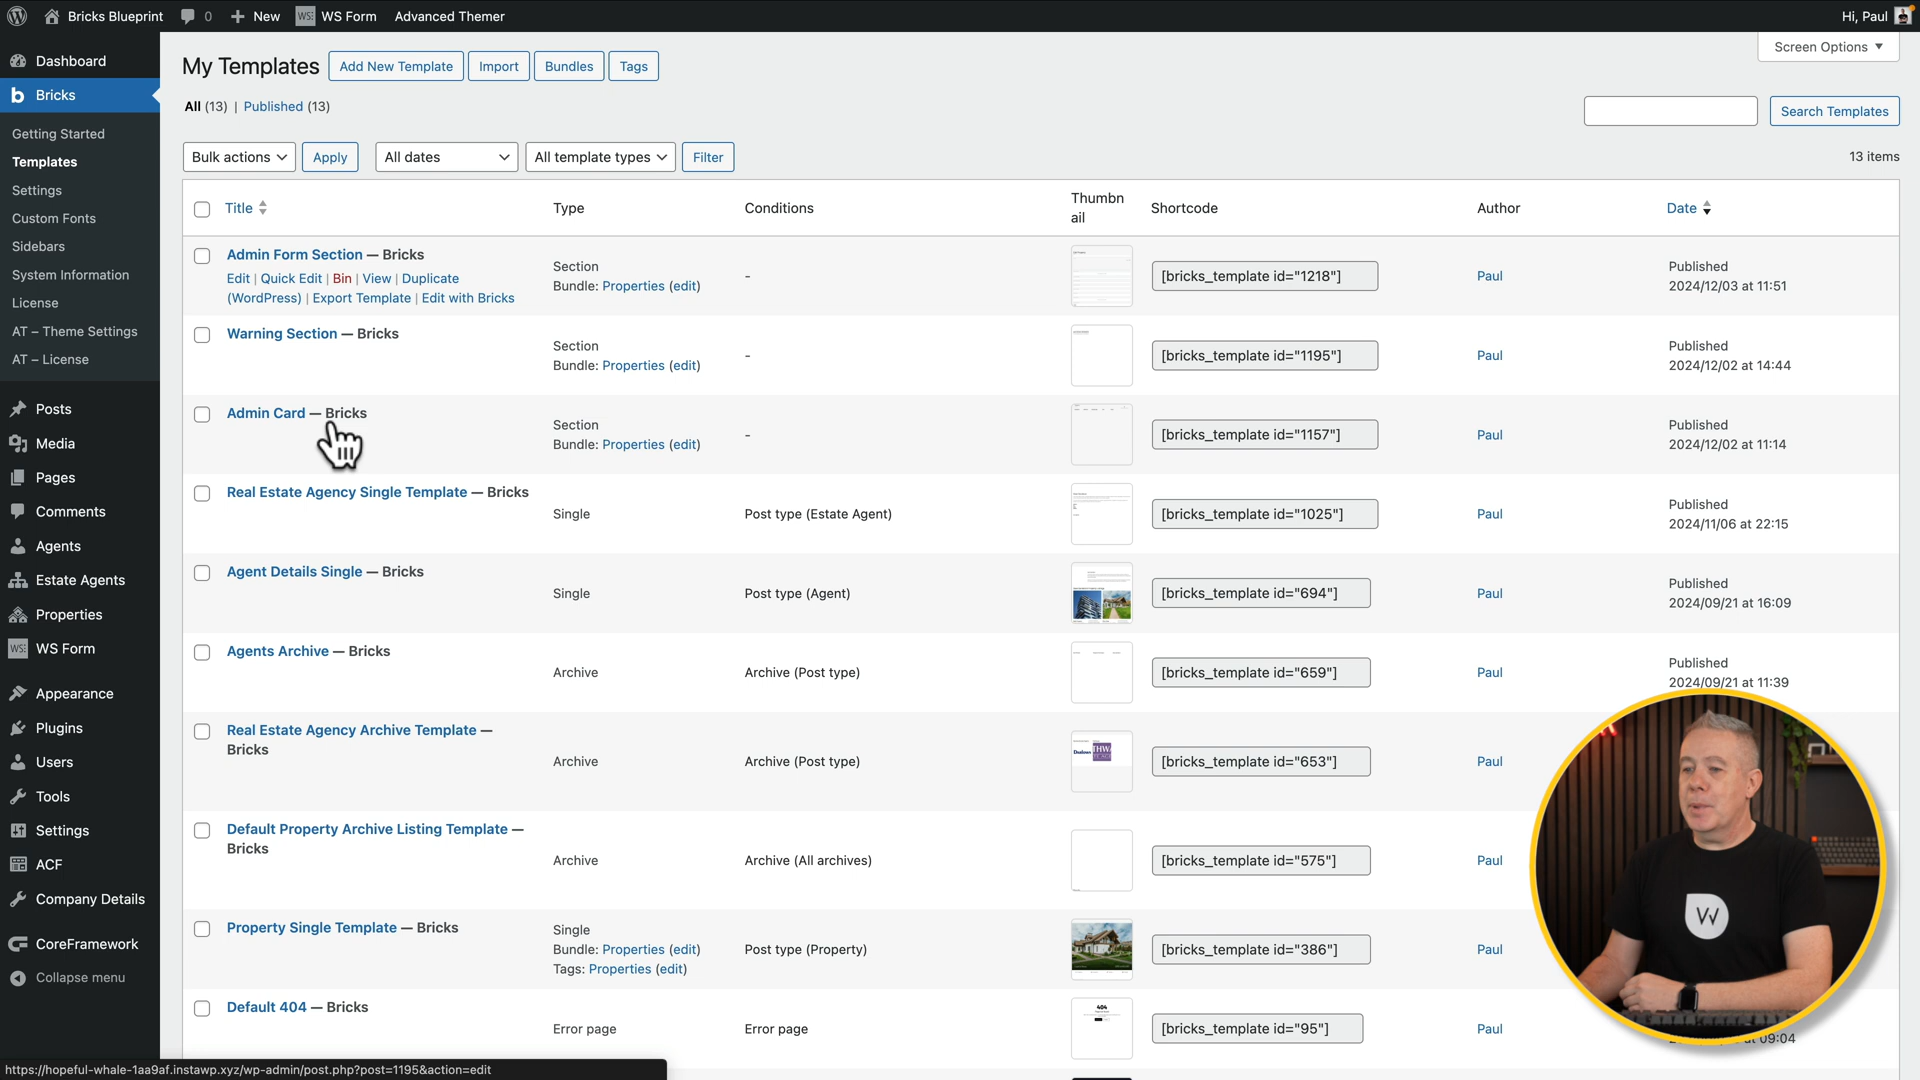 Bricks Blueprint 0 New WS Form Advanced Themer Hi, Paul
Screen Options
Dashboard
Bricks
Getting Started
Templates
Settings
Custom Fonts
Sidebars
System Information
License
AT – Theme Settings
AT – License
Posts
Media
Pages
Comments
Agents
Estate Agents
Properties
WS Form
Appearance
Plugins
Users
Tools
Settings
ACF
Company Details
CoreFramework
Collapse menu
My Templates Add New Template Import Bundles Tags
All (13) | Published (13)
Search Templates
Bulk actions Apply All dates All template types Filter 13 items
Title Type Conditions Thumbn
ail Shortcode Author Date
Admin Form Section — Bricks
Edit | Quick Edit | Bin | View | Duplicate
(WordPress) | Export Template | Edit with Bricks
Section
Bundle: Properties (edit)
-
[bricks_template id="1218"]
Paul
Published
2024/12/03 at 11:51
Warning Section — Bricks
Section
Bundle: Properties (edit)
-
[bricks_template id="1195"]
Paul
Published
2024/12/02 at 14:44
Admin Card — Bricks
Section
Bundle: Properties (edit)
-
[bricks_template id="1157"]
Paul
Published
2024/12/02 at 11:14
Real Estate Agency Single Template — Bricks
Single
Post type (Estate Agent)
[bricks_template id="1025"]
Paul
Published
2024/11/06 at 22:15
Agent Details Single — Bricks
Single
Post type (Agent)
[bricks_template id="694"]
Paul
Published
2024/09/21 at 16:09
Agents Archive — Bricks
Archive
Archive (Post type)
[bricks_template id="659"]
Paul
Published
2024/09/21 at 11:39
Real Estate Agency Archive Template —
Bricks
Archive
Archive (Post type)
[bricks_template id="653"]
Paul
Default Property Archive Listing Template —
Bricks
Archive
Archive (All archives)
[bricks_template id="575"]
Paul
Property Single Template — Bricks
Single
Bundle: Properties (edit)
Tags: Properties (edit)
Post type (Property)
[bricks_template id="386"]
Paul
Default 404 — Bricks
Error page
Error page
404
[bricks_template id="95"]
Paul
at 09:04
W
https://hopeful-whale-1aa9af.instawp.xyz/wp-admin/post.php?post=1195&action=edit